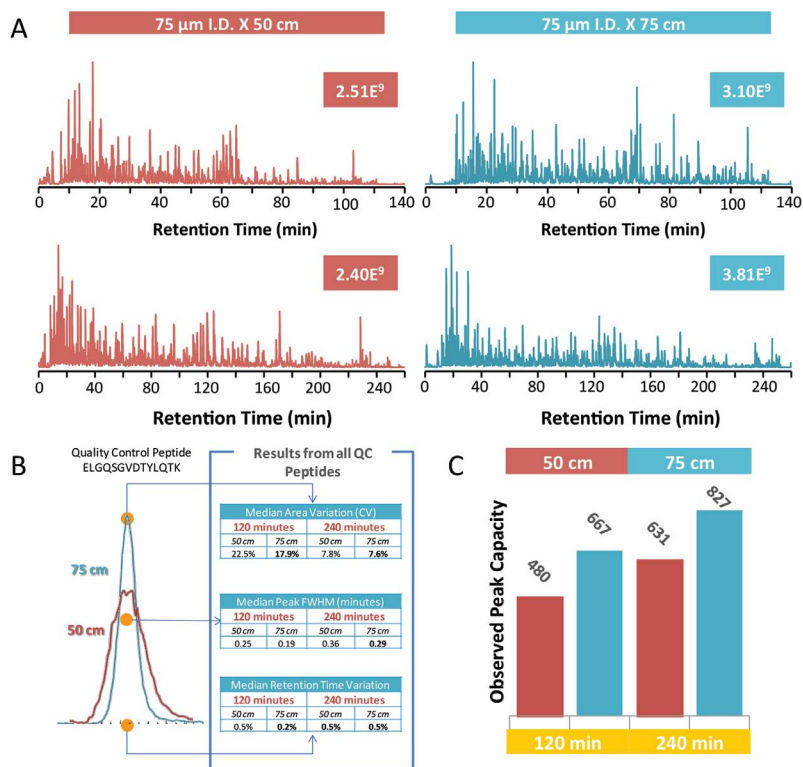 A
75 μm I.D. X 50 cm
75 μm I.D. X 75 cm
2.51E⁹
3.10E⁹
0 20 40 60 80 100 120 140
0 20 40 60 80 100 120 140
Retention Time (min)
Retention Time (min)
2.40E⁹
3.81E⁹
0 40 80 120 160 200 240
0 40 80 120 160 200 240
Retention Time (min)
Retention Time (min)
B
Quality Control Peptide
ELGQSGVDTYLQTK
75 cm
50 cm
Results from all QC
Peptides
Median Area Variation (CV)
120 minutes 240 minutes
50 cm 75 cm 50 cm 75 cm
22.5% 17.9% 7.8% 7.6%
Median Peak FWHM (minutes)
120 minutes 240 minutes
50 cm 75 cm 50 cm 75 cm
0.25 0.19 0.36 0.29
Median Retention Time Variation
120 minutes 240 minutes
50 cm 75 cm 50 cm 75 cm
0.5% 0.2% 0.5% 0.5%
C
50 cm 75 cm
Observed Peak Capacity
480
667
631
827
120 min 240 min